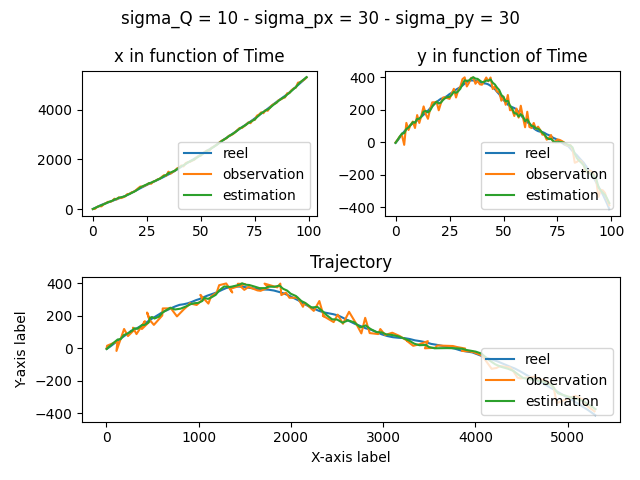 sigma_Q = 10 - sigma_px = 30 - sigma_py = 30
x in function of Time
4000
2000
0
0 25 50 75 100
reel
observation
estimation
y in function of Time
400
200
0
−200
−400
0 25 50 75 100
reel
observation
estimation
Trajectory
Y-axis label
400
200
0
−200
−400
0 1000 2000 3000 4000 5000
X-axis label
reel
observation
estimation